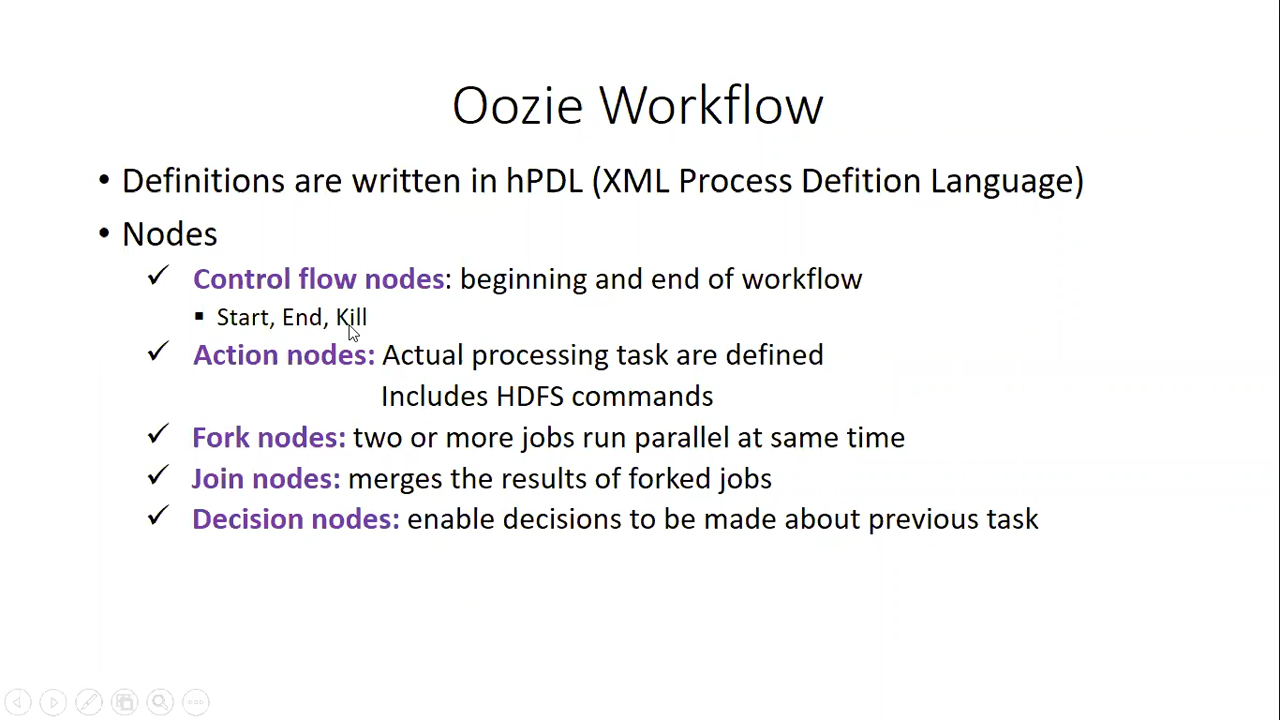 Oozie Workflow
• Definitions are written in hPDL (XML Process Defition Language)
• Nodes
✓ Control flow nodes: beginning and end of workflow
▪ Start, End, Kill
✓ Action nodes: Actual processing task are defined
Includes HDFS commands
✓ Fork nodes: two or more jobs run parallel at same time
✓ Join nodes: merges the results of forked jobs
✓ Decision nodes: enable decisions to be made about previous task